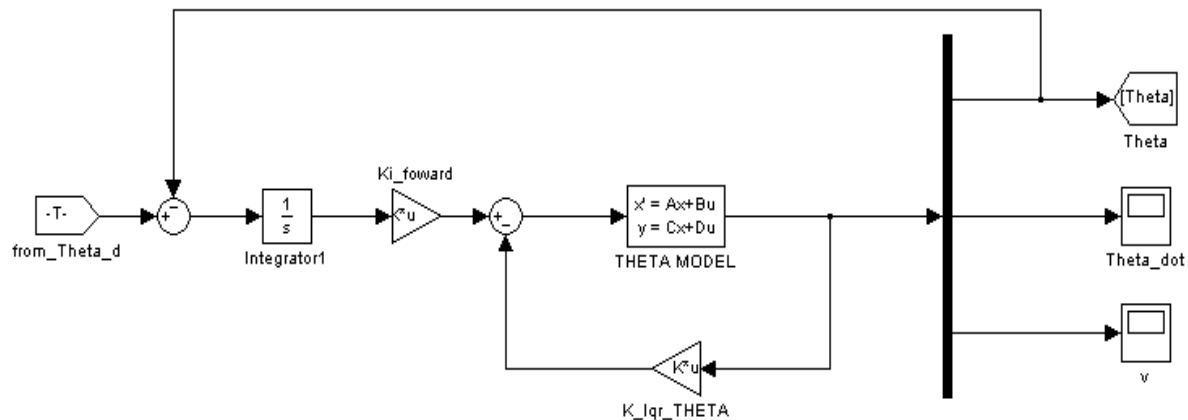 [Theta]
Theta
Ki_foward
-T-
+
−
1
s
<*u
+
−
x' = Ax+Bu
y = Cx+Du
from_Theta_d
Integrator1
THETA MODEL
Theta_dot
K*u
K_lqr_THETA
v